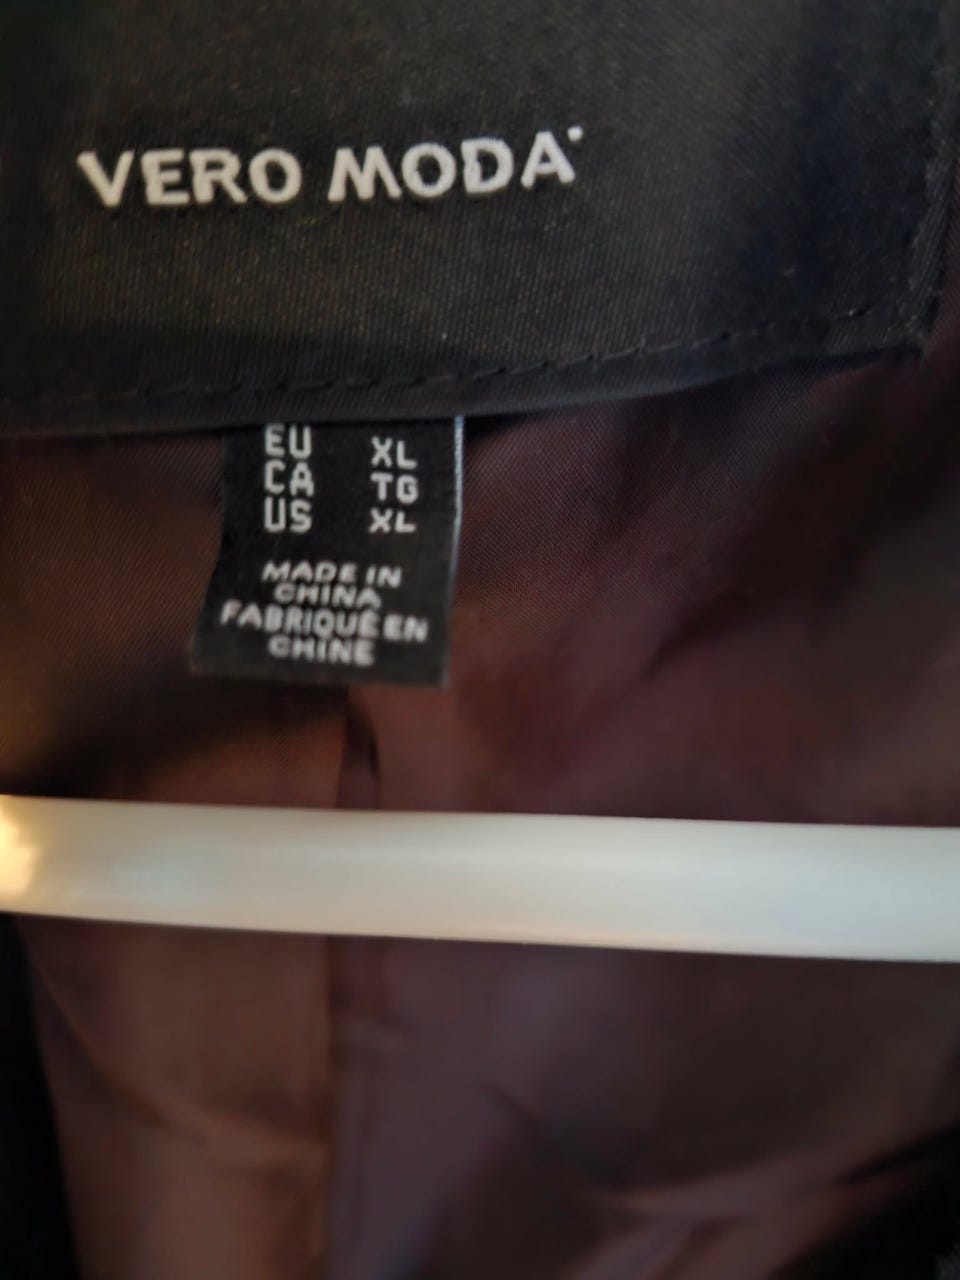 VERO MODA
EU XL
CA TG
US XL
MADE IN
CHINA
FABRIQUÉ EN
CHINE